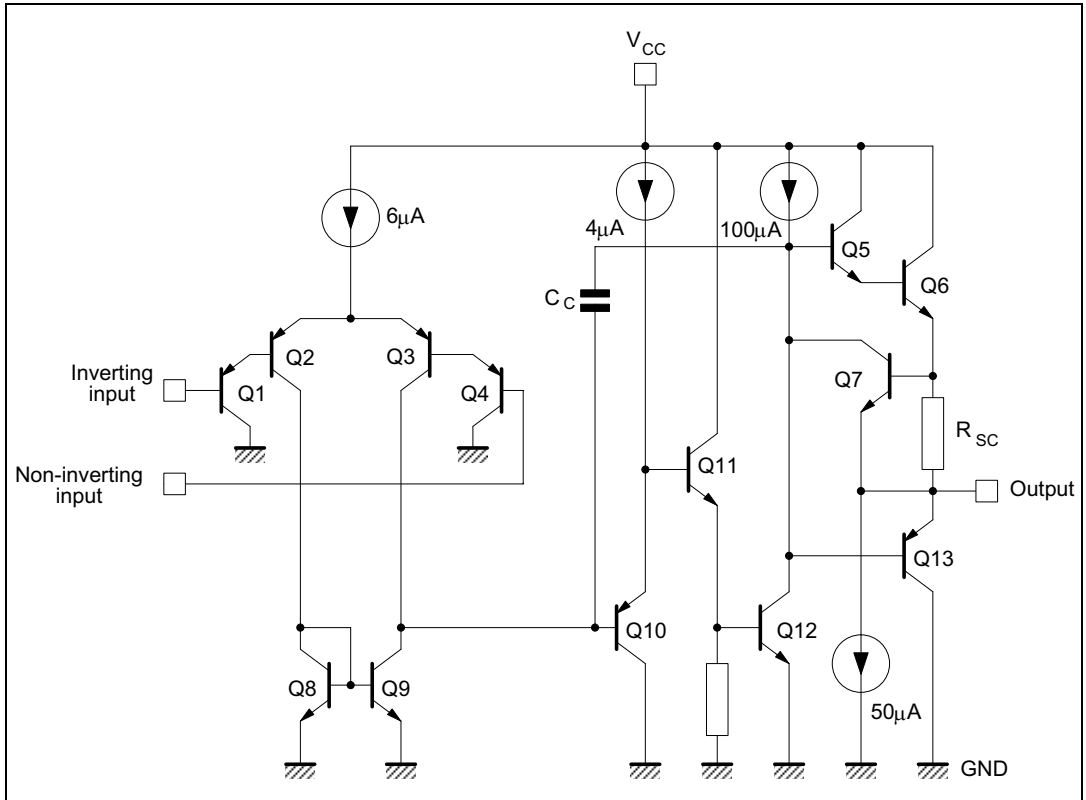 VCC
6μA
4μA
100μA
Q5
Q6
CC
Q2
Q3
Inverting
input
Q1
Q4
Q7
RSC
Non-inverting
input
Q11
Output
Q13
Q10
Q12
Q8
Q9
50μA
GND